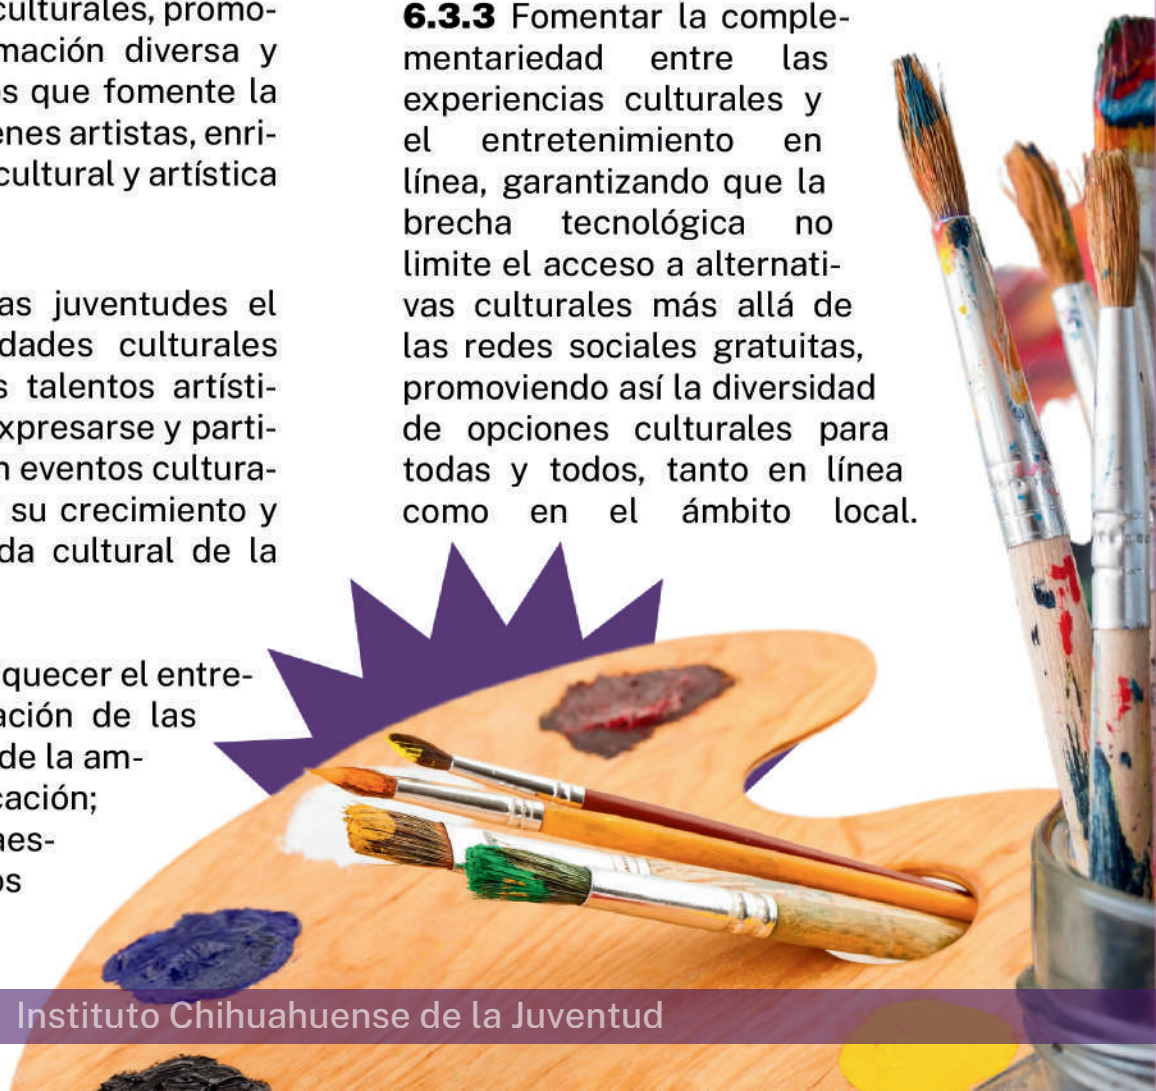 culturales, promo-
mación diversa y
os que fomente la
enes artistas, enri-
cultural y artística
as juventudes el
dades culturales
s talentos artísti-
xpresarse y parti-
n eventos cultura-
su crecimiento y
da cultural de la
quecer el entre-
ación de las
de la am-
cación;
aes-
os
6.3.3 Fomentar la comple-
mentariedad entre las
experiencias culturales y
el entretenimiento en
línea, garantizando que la
brecha tecnológica no
limite el acceso a alternati-
vas culturales más allá de
las redes sociales gratuitas,
promoviendo así la diversidad
de opciones culturales para
todas y todos, tanto en línea
como en el ámbito local.
Instituto Chihuahuense de la Juventud